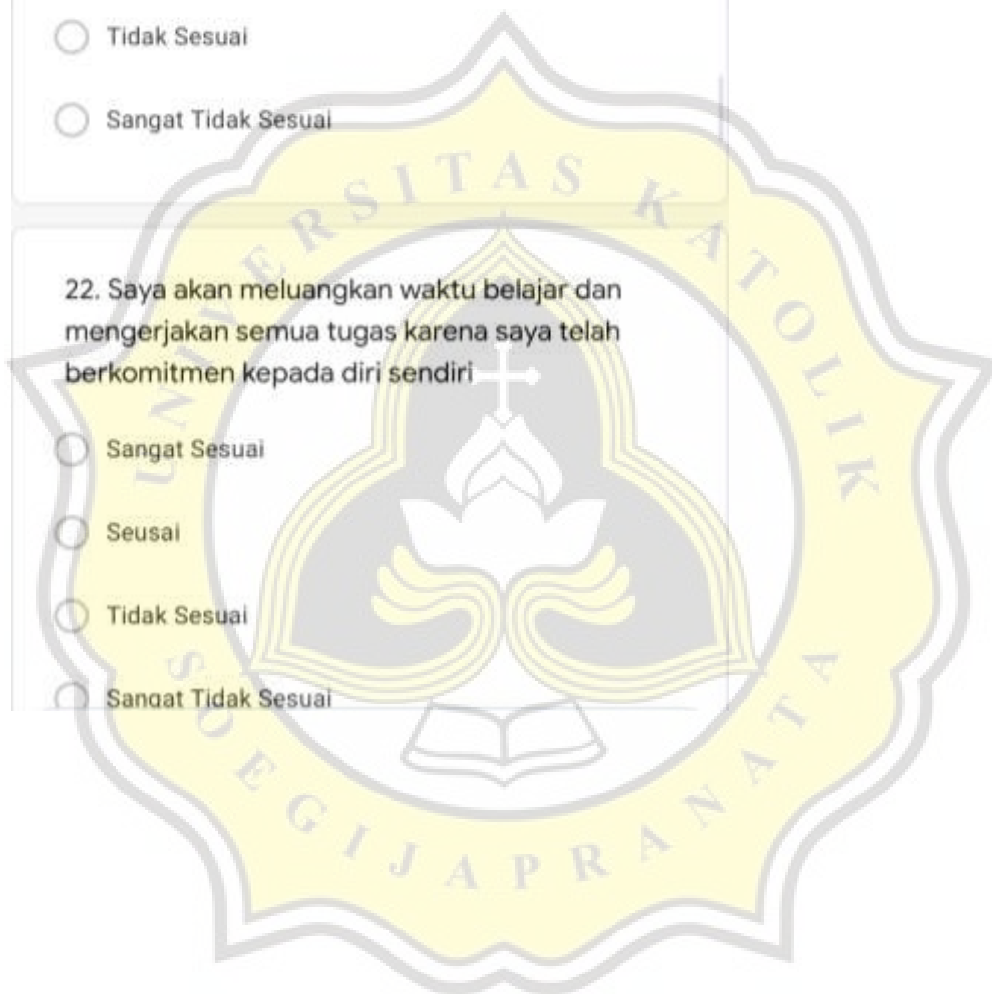 Tidak Sesuai
Sangat Tidak Sesuai
UNIVERSITAS KATOLIK
22. Saya akan meluangkan waktu belajar dan
mengerjakan semua tugas karena saya telah
berkomitmen kepada diri sendiri
Sangat Sesuai
Seusai
Tidak Sesuai
Sangat Tidak Sesuai
SOEGIJAPRANATA